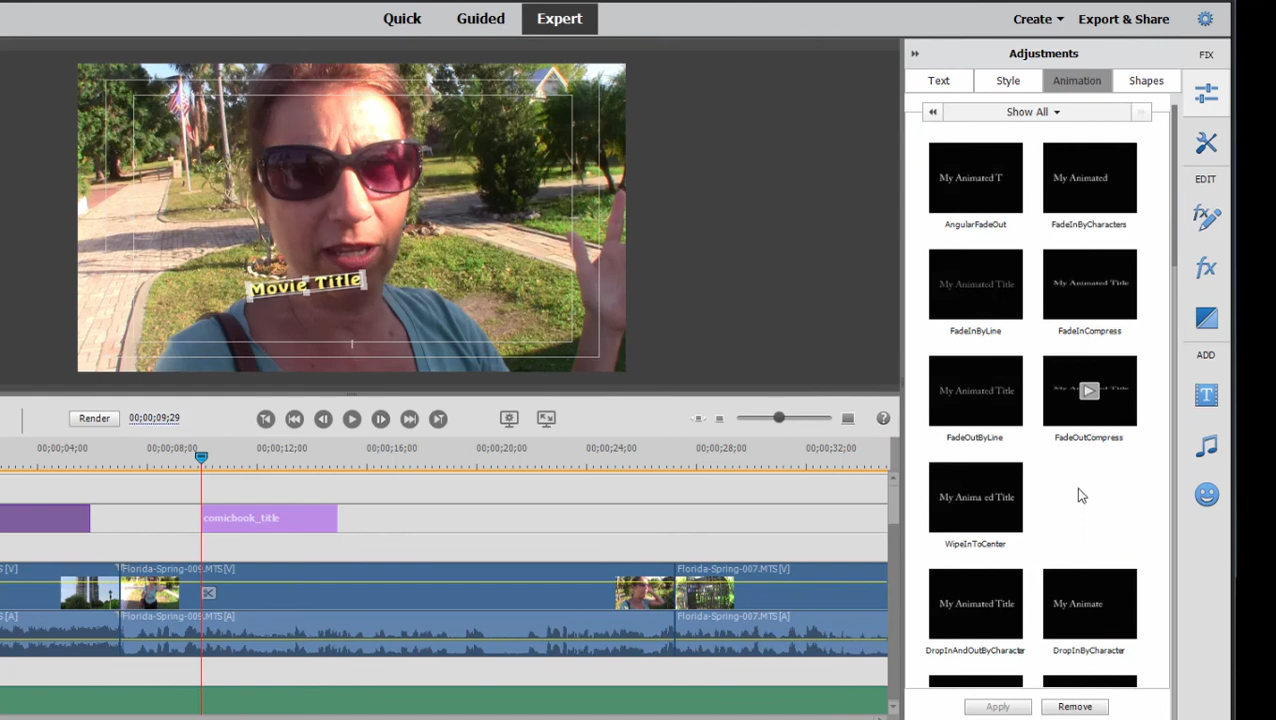 Quick Guided Expert Create Export & Share
Adjustments FIX
Text Style Animation Shapes
Show All
My Animated T My Animated
AngularFadeOut FadeInByCharacters
EDIT
My Animated Title My Animated Title
FadeInByLine FadeInCompress
ADD
My Animated Title
FadeOutByLine FadeOutCompress
My Anima ed Title
WipeInToCenter
My Animated Title My Animate
DropInAndOutByCharacter DropInByCharacter
Apply Remove
Movie Title
Render 00;00;09;29
00;00;04;00 00;00;08;00 00;00;12;00 00;00;16;00 00;00;20;00 00;00;24;00 00;00;28;00 00;00;32;00
comicbook_title
S [V] Florida-Spring-009.MTS [V] Florida-Spring-007.MTS [V]
S [A] Florida-Spring-009.MTS [A] Florida-Spring-007.MTS [A]